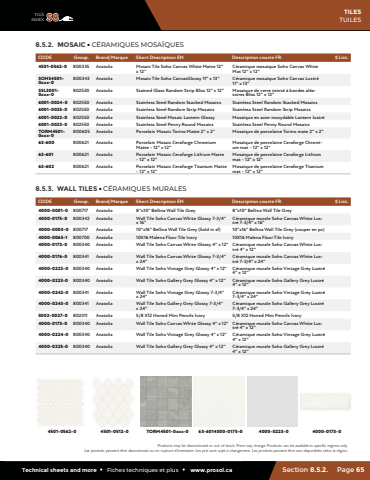 TOLL
INDEX
TILES
TUILES
8.5.2. MOSAIC • CÉRAMIQUES MOSAÏQUES
CODE Group. Brand/Marque Short Description EN Description courte FR $ List.
4501-0562-0 800335 Anatolia Mosaic Tile Soho Canvas White Matte 12" x 12" Céramique mosaïque Soho Canvas White Mat 12" x 12"
SOHS4501-0xxx-0 800343 Anatolia Mosaic Tile Soho CanvasGlossy 11" x 13" Céramique mosaïque Soho Canvas Lustré 11" x 13"
SSLS001-0xxx-0 802530 Anatolia Stained Glass Random Strip Bliss 12" x 12" Mosaïque de verre teinté à bandes aléatoires Bliss 12" x 12"
6001-0024-0 802550 Anatolia Stainless Steel Random Stacked Mosaics Stainless Steel Random Stacked Mosaics
6001-0025-0 802550 Anatolia Stainless Steel Random Strip Mosaics Stainless Steel Random Strip Mosaics
6001-0022-0 802550 Anatolia Stainless Steel Mosaic Lantern Glossy Mosaïque en acier inoxydable Lantern lustré
6001-0023-0 802550 Anatolia Stainless Steel Penny Round Mosaics Stainless Steel Penny Round Mosaics
TORM4501-0xxx-0 800605 Anatolia Porcelain Mosaic Torino Matte 2" x 2" Mosaïque de porcelaine Torino mate 2" x 2"
63-600 Anatolia Porcelain Mosaic Ceraforge Chromium Matte - 12" x 12" Mosaïque de porcelaine Ceraforge Chromium mat - 12" x 12"
63-601 Anatolia Porcelain Mosaic Ceraforge Lithium Matte - 12" x 12" Mosaïque de porcelaine Ceraforge Lithium mat - 12" x 12"
63-602 Anatolia Porcelain Mosaic Ceraforge Titanium Matte - 12" x 12" Mosaïque de porcelaine Ceraforge Titanium mat - 12" x 12"
8.5.3. WALL TILES • CÉRAMIQUES MURALES
CODE Group. Brand/Marque Short Description EN Description courte FR $ List.
4000-0001-0 800717 Anatolia 8"x10" Bellina Wall Tile Grey 8"x10" Bellina Wall Tile Grey
4000-0175-0 800342 Anatolia Wall Tile Soho Canvas White Glossy 7-3/4" x 16" Céramique murale Soho Canvas White Lustré 7-3/4" x 16"
4000-0003-0 800717 Anatolia 10"x16" Bellina Wall Tile Grey (Sold in sf) 10"x16" Bellina Wall Tile Grey (couper en pc)
4000-0065-1 800700 Anatolia 10X16 Malena Floor Tile Ivory 10X16 Malena Floor Tile Ivory
4000-0172-0 800340 Anatolia Wall Tile Soho Canvas White Glossy 4" x 12" Céramique murale Soho Canvas White Lustré 4" x 12"
4000-0176-0 800341 Anatolia Wall Tile Soho Canvas White Glossy 7-3/4" x 24" Céramique murale Soho Canvas White Lustré 7-3/4" x 24"
4000-0222-0 800340 Anatolia Wall Tile Soho Vintage Grey Glossy 4" x 12" Céramique murale Soho Vintage Grey Lustré 4" x 12"
4000-0223-0 800340 Anatolia Wall Tile Soho Gallery Grey Glossy 4" x 12" Céramique murale Soho Gallery Grey Lustré 4" x 12"
4000-0242-0 800341 Anatolia Wall Tile Soho Vintage Grey Glossy 7-3/4" x 24" Céramique murale Soho Vintage Grey Lustré 7-3/4" x 24"
4000-0243-0 800341 Anatolia Wall Tile Soho Gallery Grey Glossy 7-3/4" x 24" Céramique murale Soho Gallery Grey Lustré 7-3/4" x 24"
5002-0027-0 802311 Anatolia 5/8 X12 Honed Mini Pencils Ivory 5/8 X12 Honed Mini Pencils Ivory
4000-0173-0 800340 Anatolia Wall Tile Soho Canvas White Glossy 4" x 12" Céramique murale Soho Canvas White Lustré 4" x 12"
4000-0224-0 800340 Anatolia Wall Tile Soho Vintage Grey Glossy 4" x 12" Céramique murale Soho Vintage Grey Lustré 4" x 12"
4000-0225-0 800340 Anatolia Wall Tile Soho Gallery Grey Glossy 4" x 12" Céramique murale Soho Gallery Grey Lustré 4" x 12"
4501-0562-0 4501-0512-0 TORM4501-0xxx-0 63-601 4000-0175-0 4000-0223-0 4000-0173-0
Products may be discontinued or out of stock. Price may change. Products can be available in specific regions only.
Les produits peuvent être discontinués ou en rupture d'inventaire. Les prix sont sujet à changement. Les produits peuvent être non disponibles selon la région.
Technical sheets and more • Fiches techniques et plus • www.prosol.ca
Section 8.5.2. Page 65